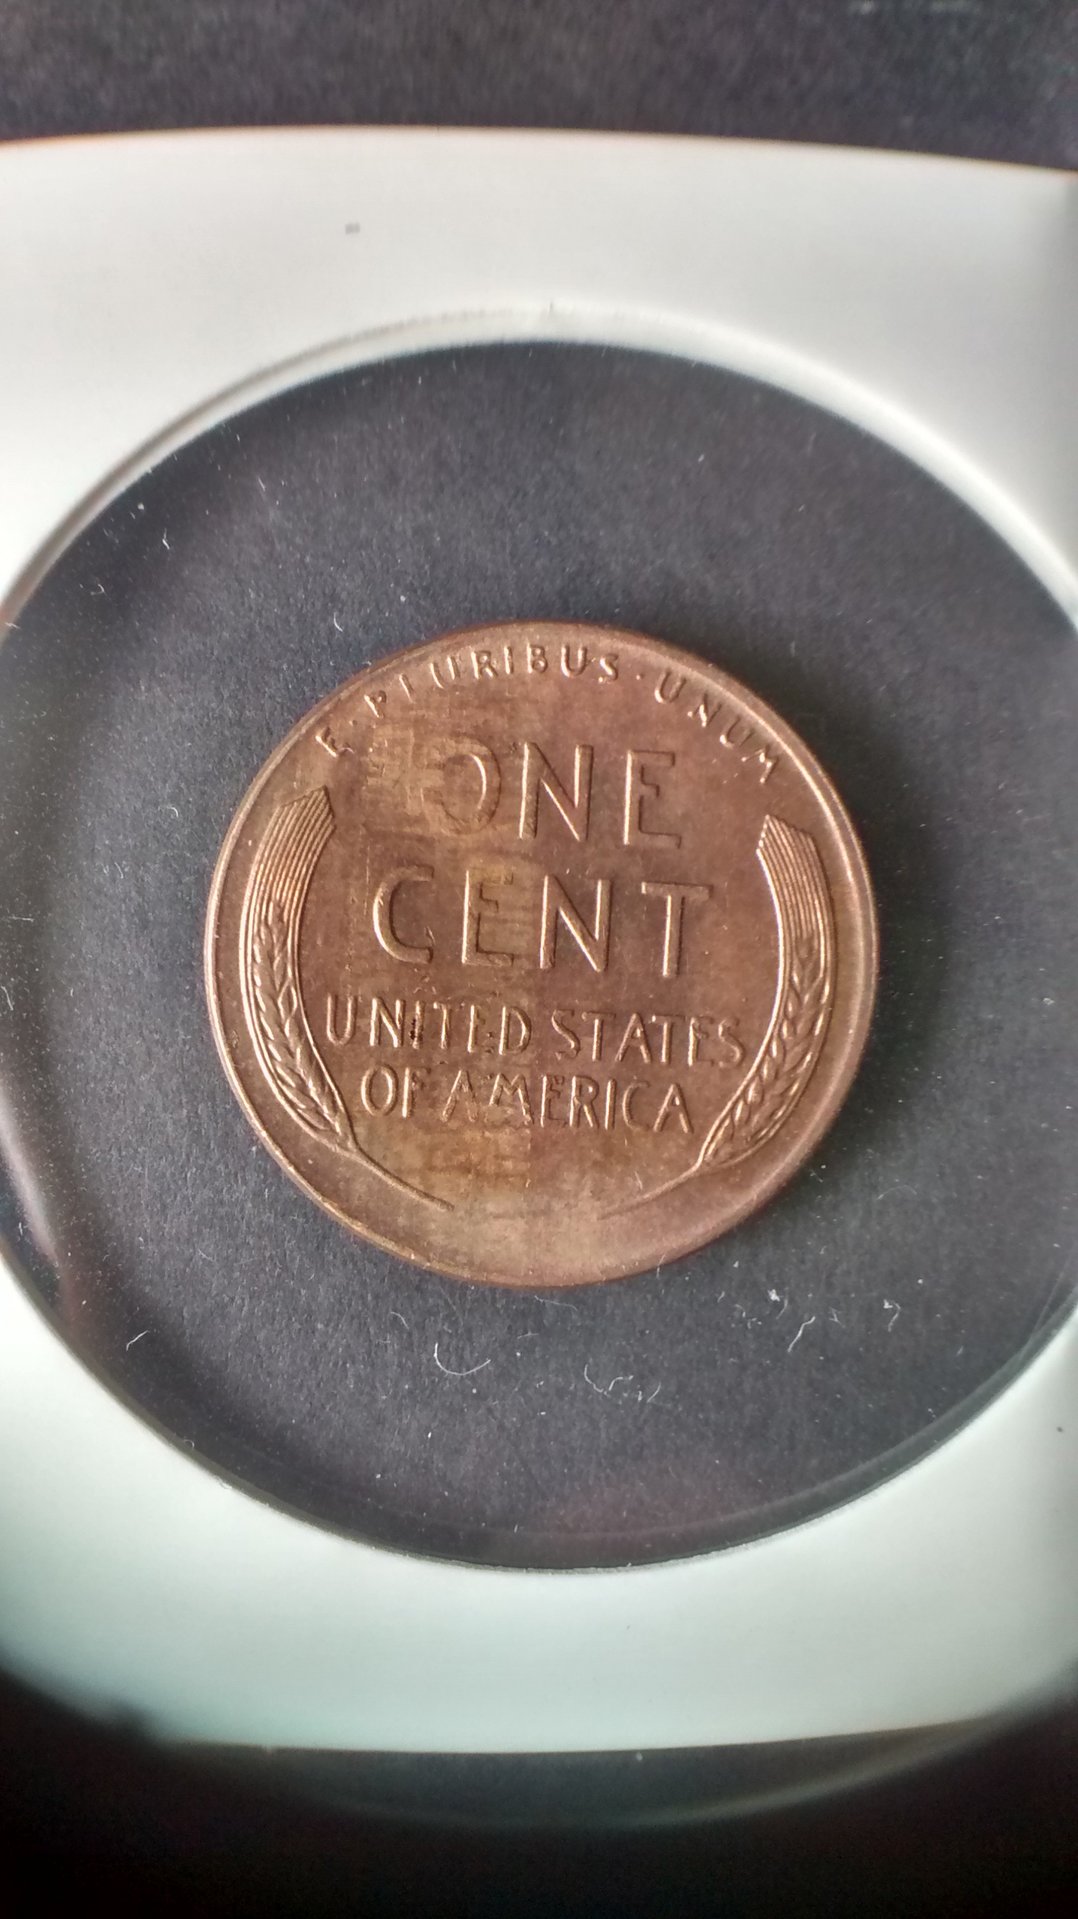 E·PLURIBUS·UNUM
ONE
CENT
UNITED STATES
OF AMERICA